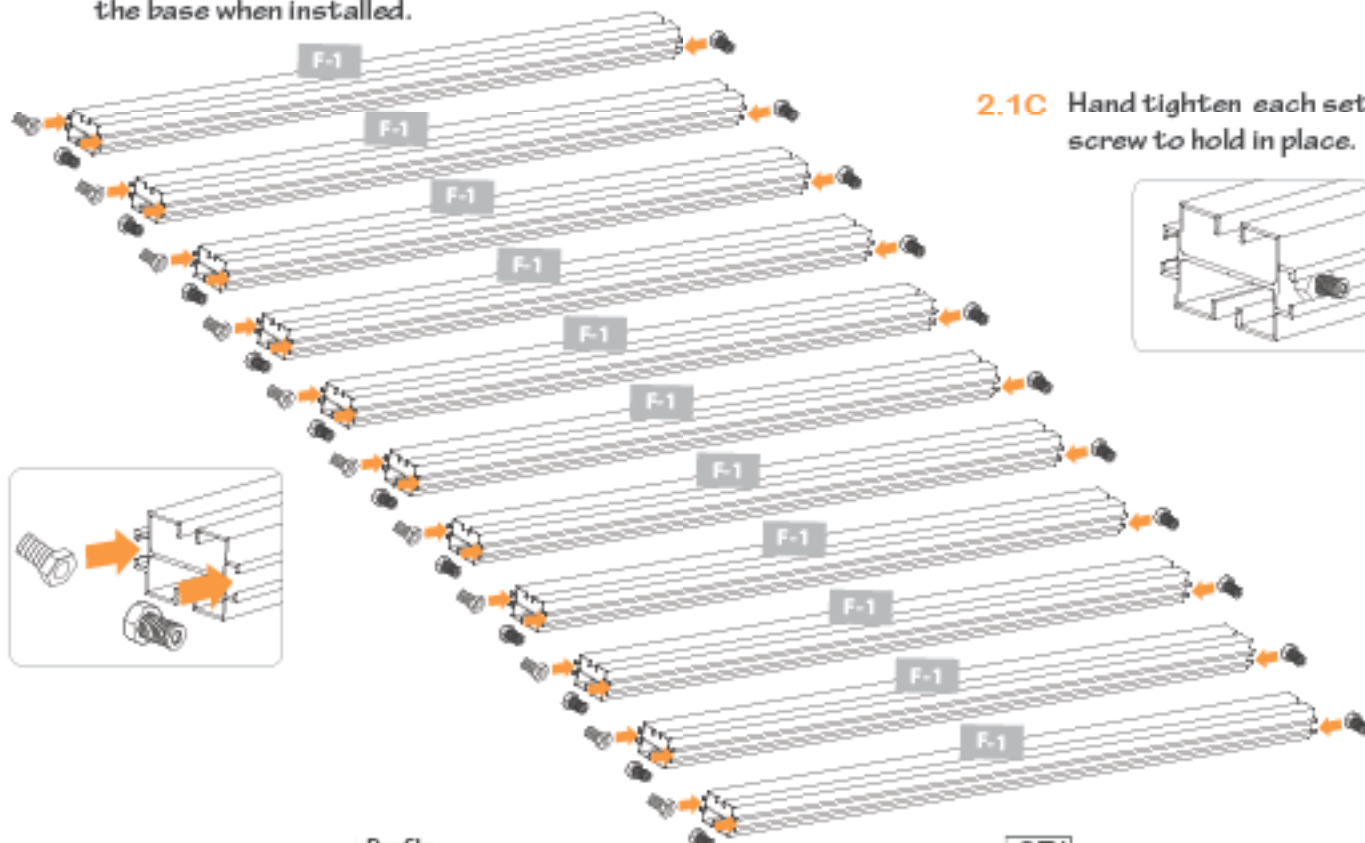 the base when installed.
F-1
2.1C Hand tighten each set
screw to hold in place.
F-1
F-1
F-1
F-1
F-1
F-1
F-1
F-1
F-1
F-1